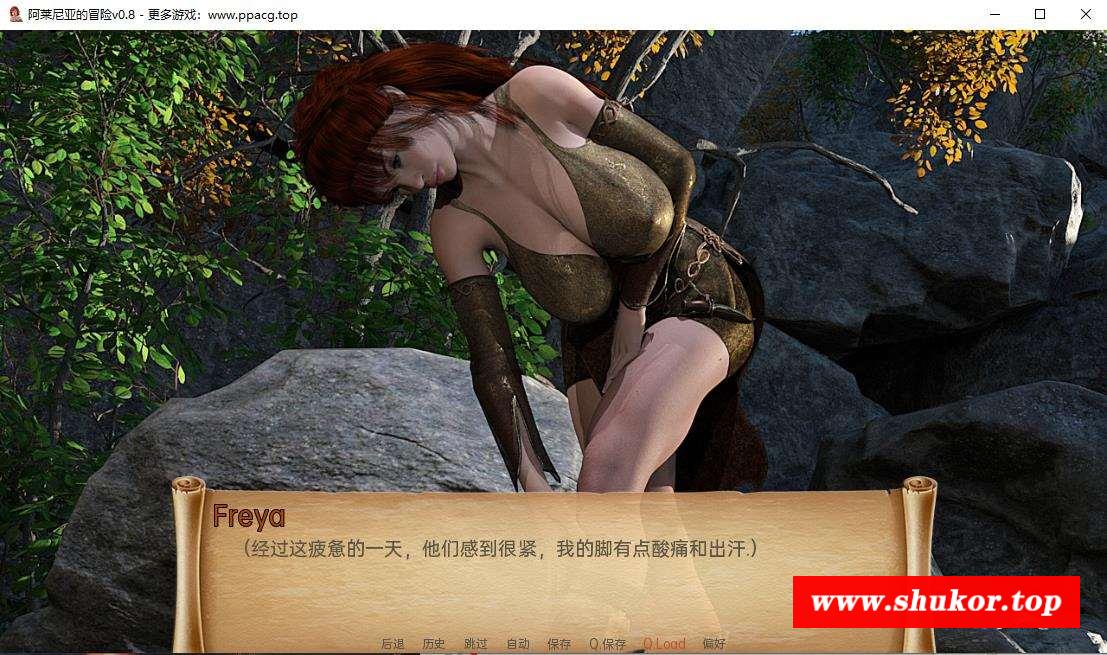 阿莱尼亚的冒险v0.8 - 更多游戏：www.ppacg.top
Freya
（经过这疲惫的一天，他们感到很紧，我的脚有点酸痛和出汗.）
www.shukor.top
后退 历史 跳过 自动 保存 Q.保存 Q.Load 偏好